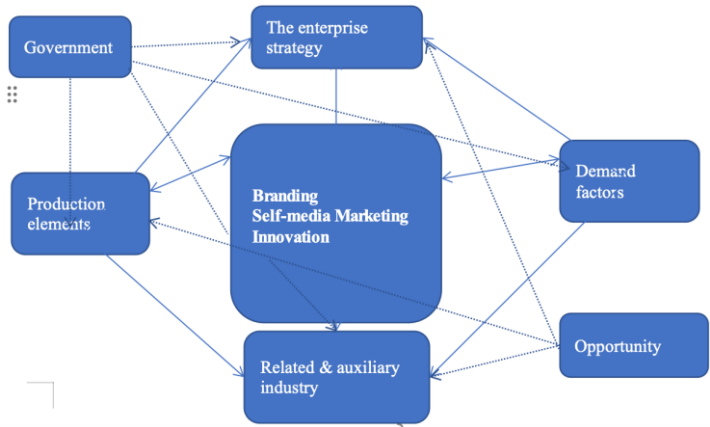 Government
The enterprise
strategy
Branding
Self-media Marketing
Innovation
Production
elements
Demand
factors
Related & auxiliary
industry
Opportunity